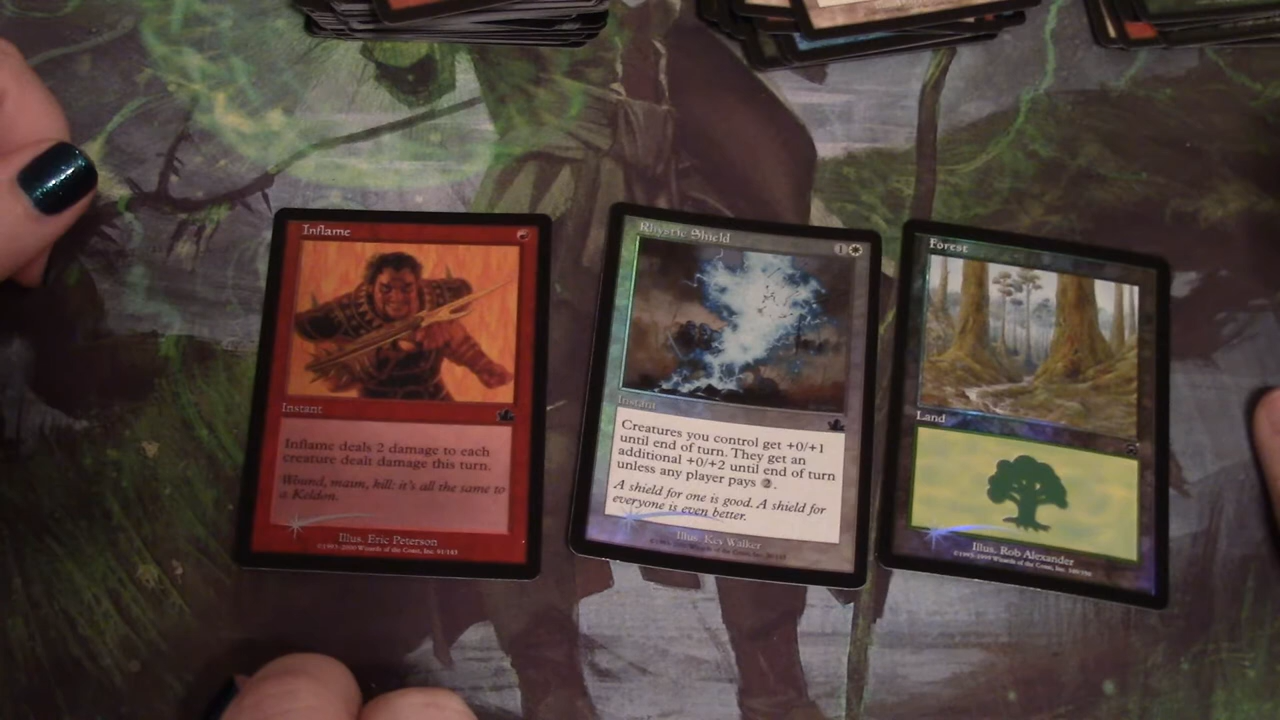 Inflame
Instant
Inflame deals 2 damage to each
creature dealt damage this turn.
Wound, maim, kill: it's all the same to
a Keldon.
Illus. Eric Peterson
Rhystic Shield
1
Instant
Creatures you control get +0/+1
until end of turn. They get an
additional +0/+2 until end of turn
unless any player pays 2.
A shield for one is good. A shield for
everyone is even better.
Illus. Kev Walker
Forest
Land
Illus. Rob Alexander